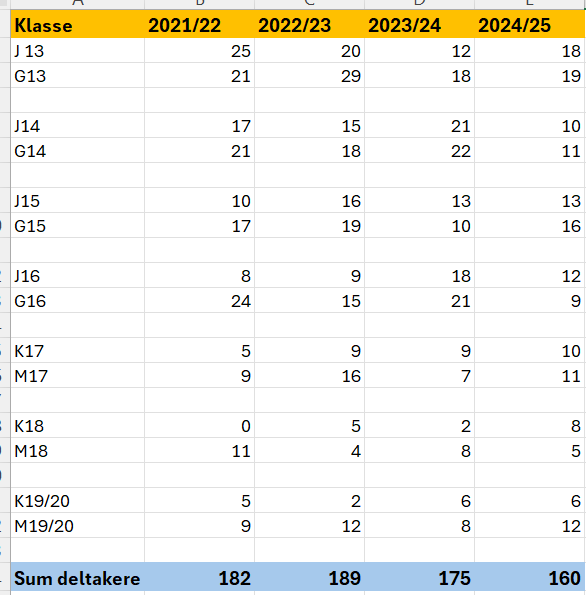 Klasse 2021/22 2022/23 2023/24 2024/25
J 13 25 20 12 18
G13 21 29 18 19
J14 17 15 21 10
G14 21 18 22 11
J15 10 16 13 13
G15 17 19 10 16
J16 8 9 18 12
G16 24 15 21 9
K17 5 9 9 10
M17 9 16 7 11
K18 0 5 2 8
M18 11 4 8 5
K19/20 5 2 6 6
M19/20 9 12 8 12
Sum deltakere 182 189 175 160